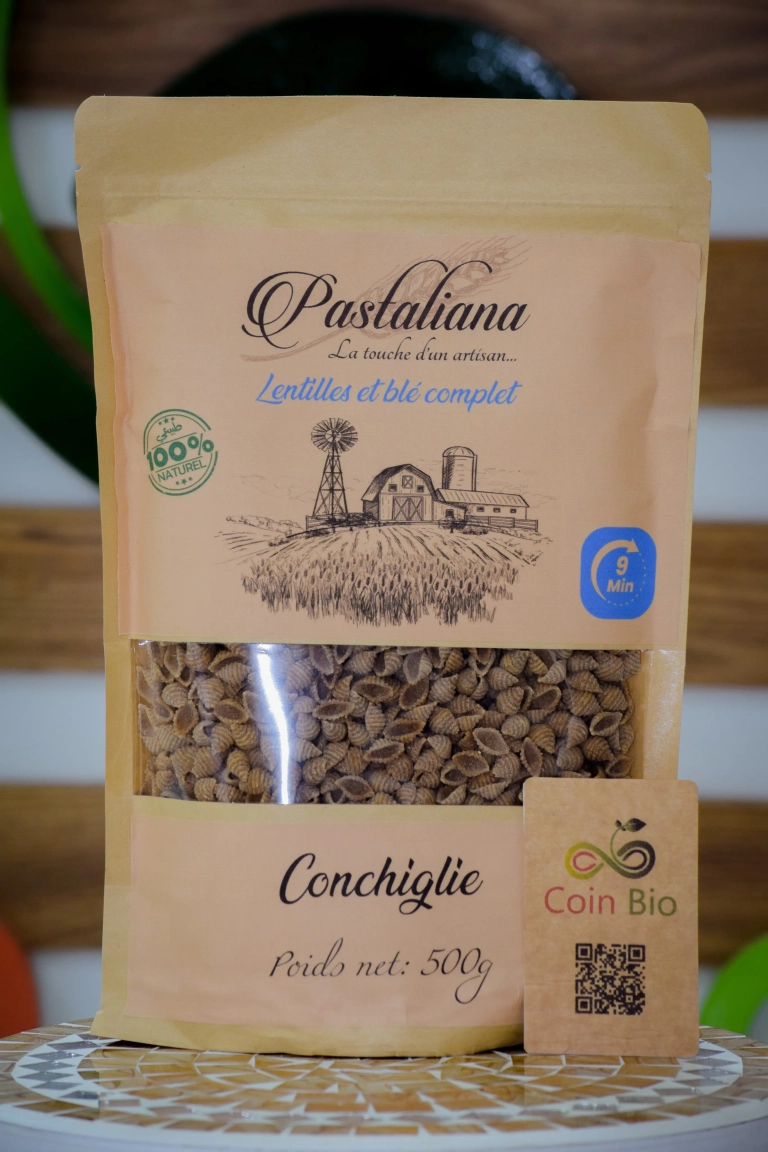 Pastaliana
La touche d'un artisan...
Lentilles et blé complet
طبيعي
100%
NATUREL
9
Min
Conchiglie
Poids net: 500g
Coin Bio